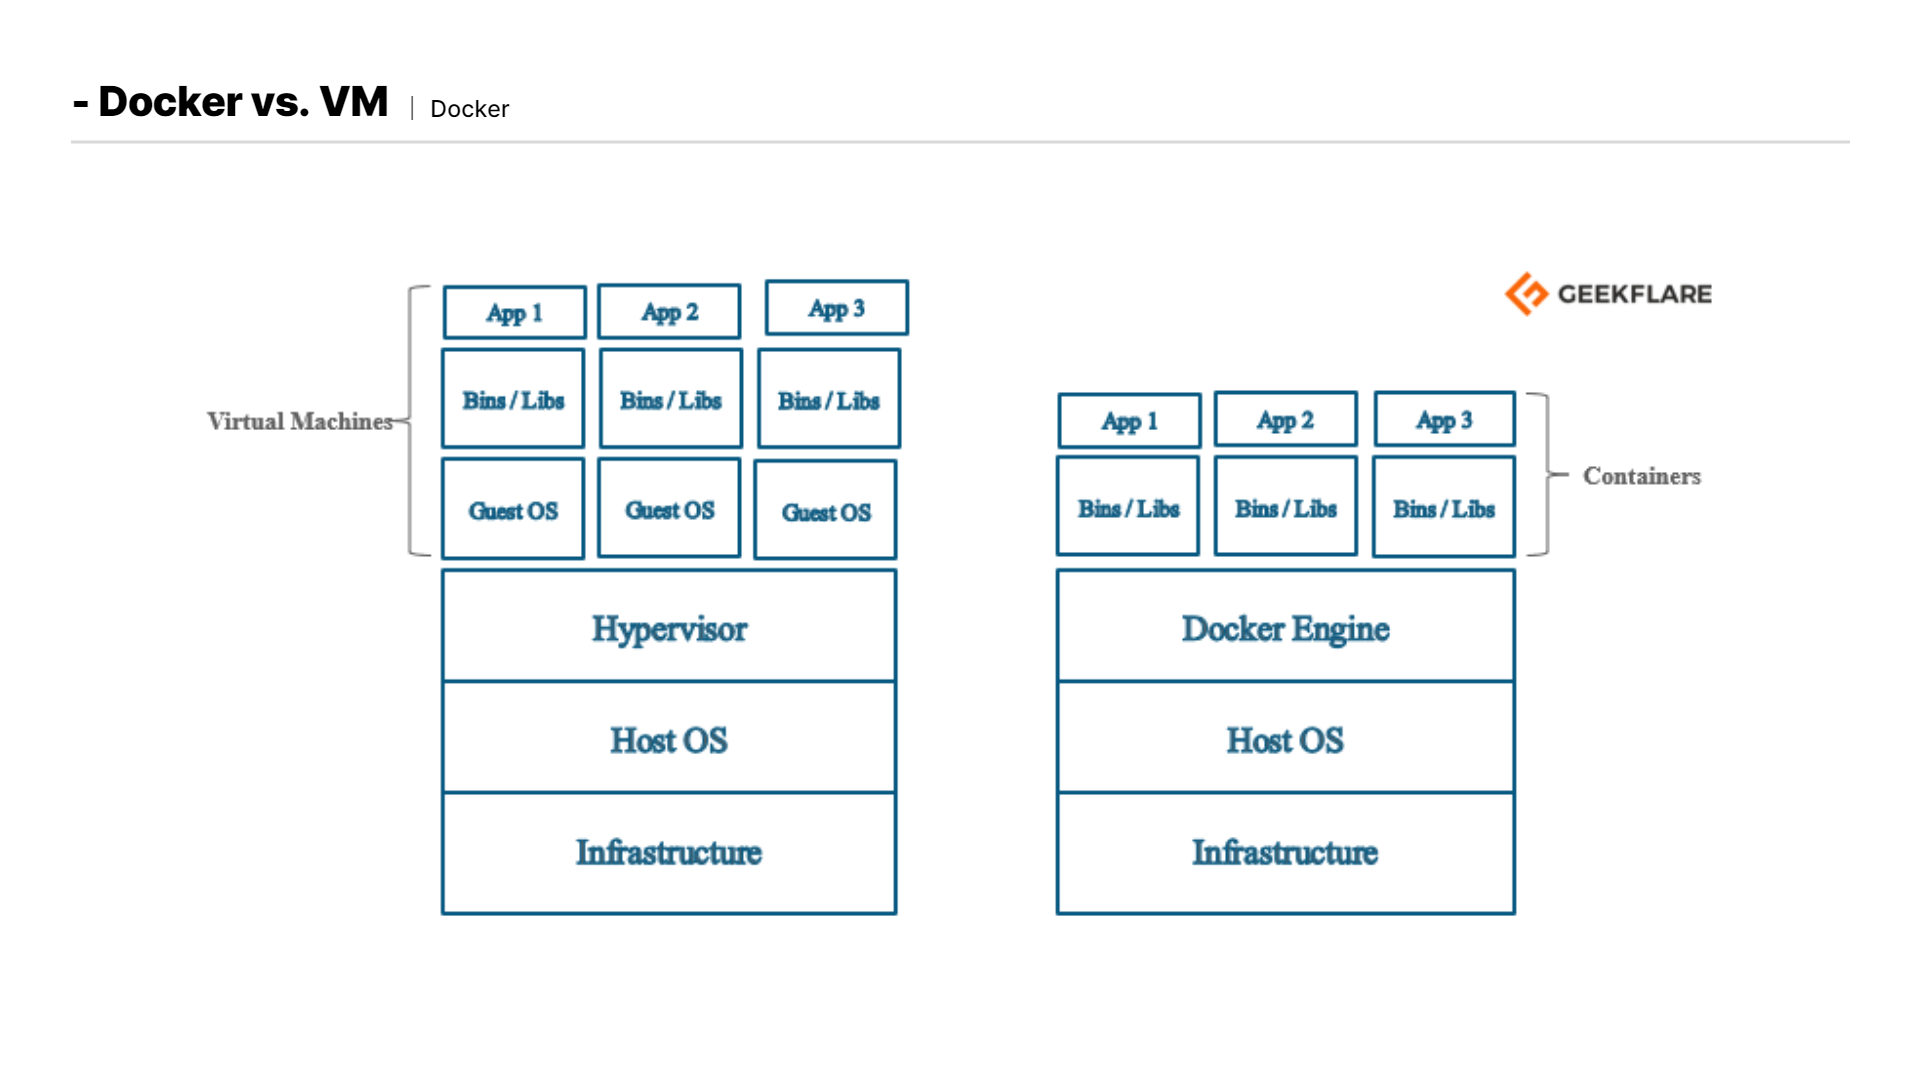 - Docker vs. VM | Docker
GEEKFLARE
Virtual Machines
App 1 App 2 App 3
Bins / Libs Bins / Libs Bins / Libs
Guest OS Guest OS Guest OS
Hypervisor
Host OS
Infrastructure
App 1 App 2 App 3
Bins / Libs Bins / Libs Bins / Libs
Containers
Docker Engine
Host OS
Infrastructure